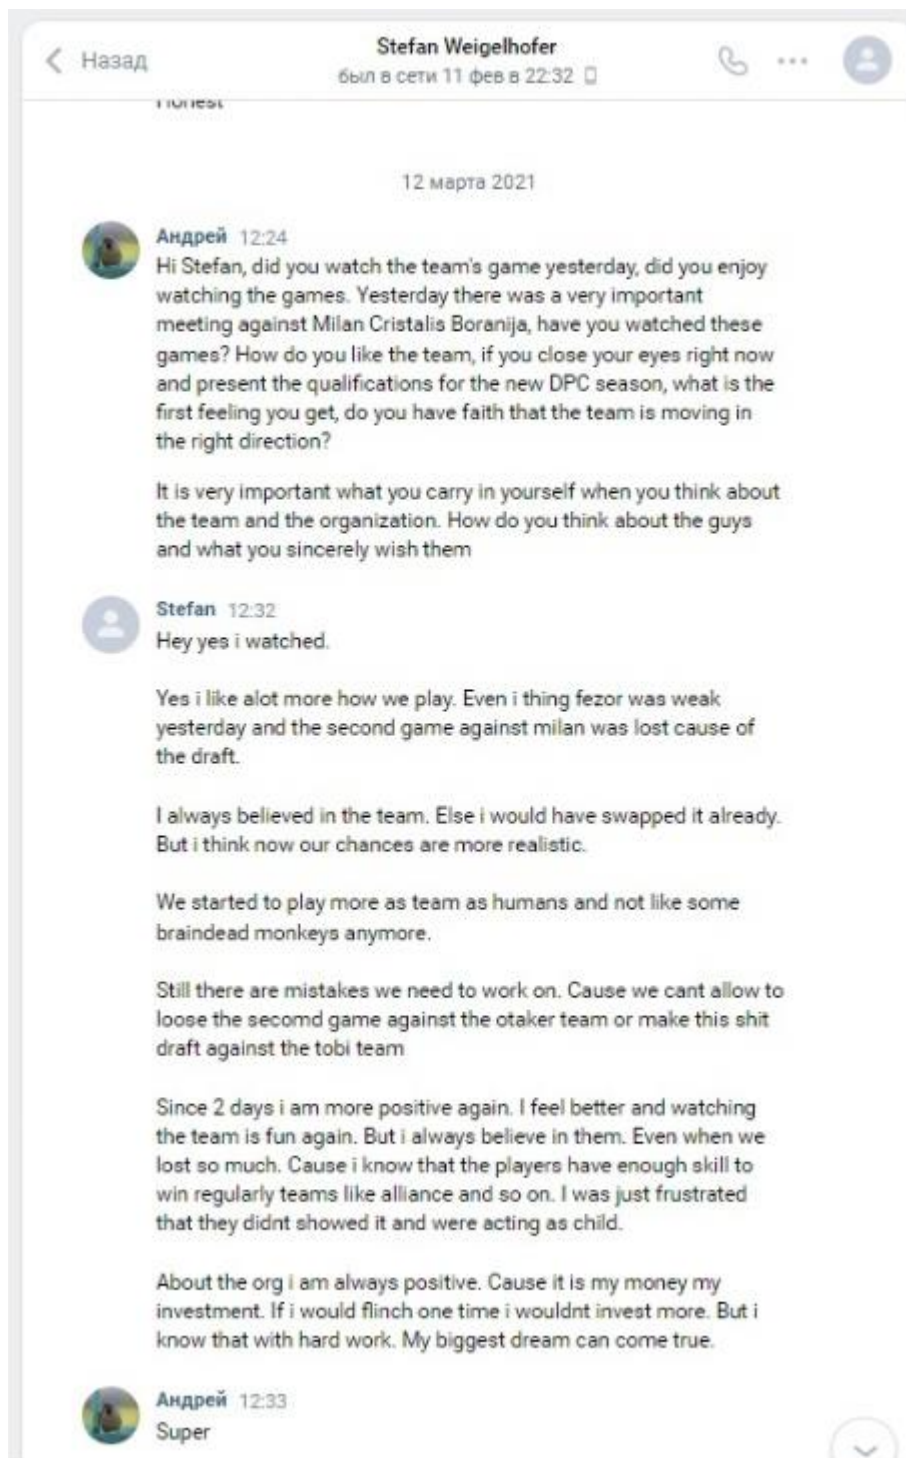 Назад
Stefan Weigelhofer
был в сети 11 фев в 22:32
Honest
12 марта 2021
Андрей 12:24
Hi Stefan, did you watch the team's game yesterday, did you enjoy
watching the games. Yesterday there was a very important
meeting against Milan Cristalis Boranija, have you watched these
games? How do you like the team, if you close your eyes right now
and present the qualifications for the new DPC season, what is the
first feeling you get, do you have faith that the team is moving in
the right direction?
It is very important what you carry in yourself when you think about
the team and the organization. How do you think about the guys
and what you sincerely wish them
Stefan 12:32
Hey yes i watched.
Yes i like alot more how we play. Even i thing fezor was weak
yesterday and the second game against milan was lost cause of
the draft.
I always believed in the team. Else i would have swapped it already.
But i think now our chances are more realistic.
We started to play more as team as humans and not like some
braindead monkeys anymore.
Still there are mistakes we need to work on. Cause we cant allow to
loose the secomd game against the otaker team or make this shit
draft against the tobi team
Since 2 days i am more positive again. I feel better and watching
the team is fun again. But i always believe in them. Even when we
lost so much. Cause i know that the players have enough skill to
win regularly teams like alliance and so on. I was just frustrated
that they didnt showed it and were acting as child.
About the org i am always positive. Cause it is my money my
investment. If i would flinch one time i wouldnt invest more. But i
know that with hard work. My biggest dream can come true.
Андрей 12:33
Super